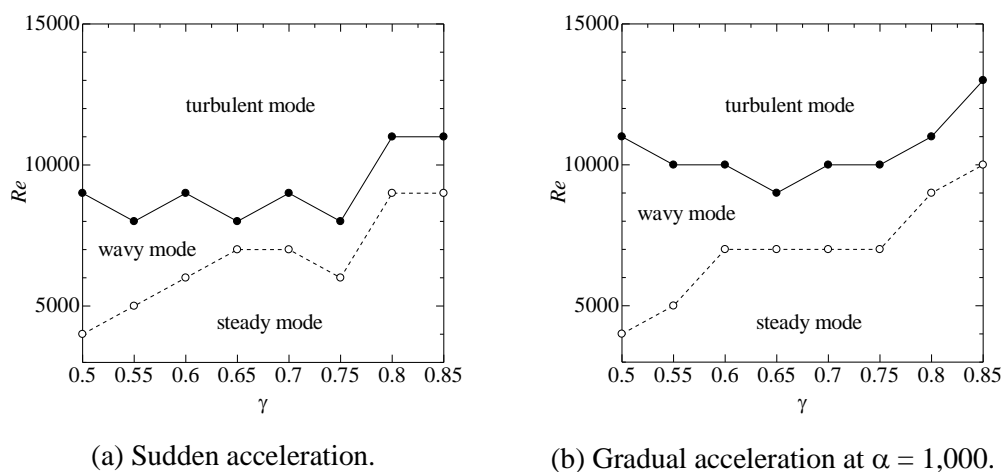 15000
turbulent mode
10000
Re
wavy mode
5000
steady mode
0.5 0.55 0.6 0.65 0.7 0.75 0.8 0.85
γ
(a) Sudden acceleration.
15000
turbulent mode
10000
Re
wavy mode
5000
steady mode
0.5 0.55 0.6 0.65 0.7 0.75 0.8 0.85
γ
(b) Gradual acceleration at α = 1,000.